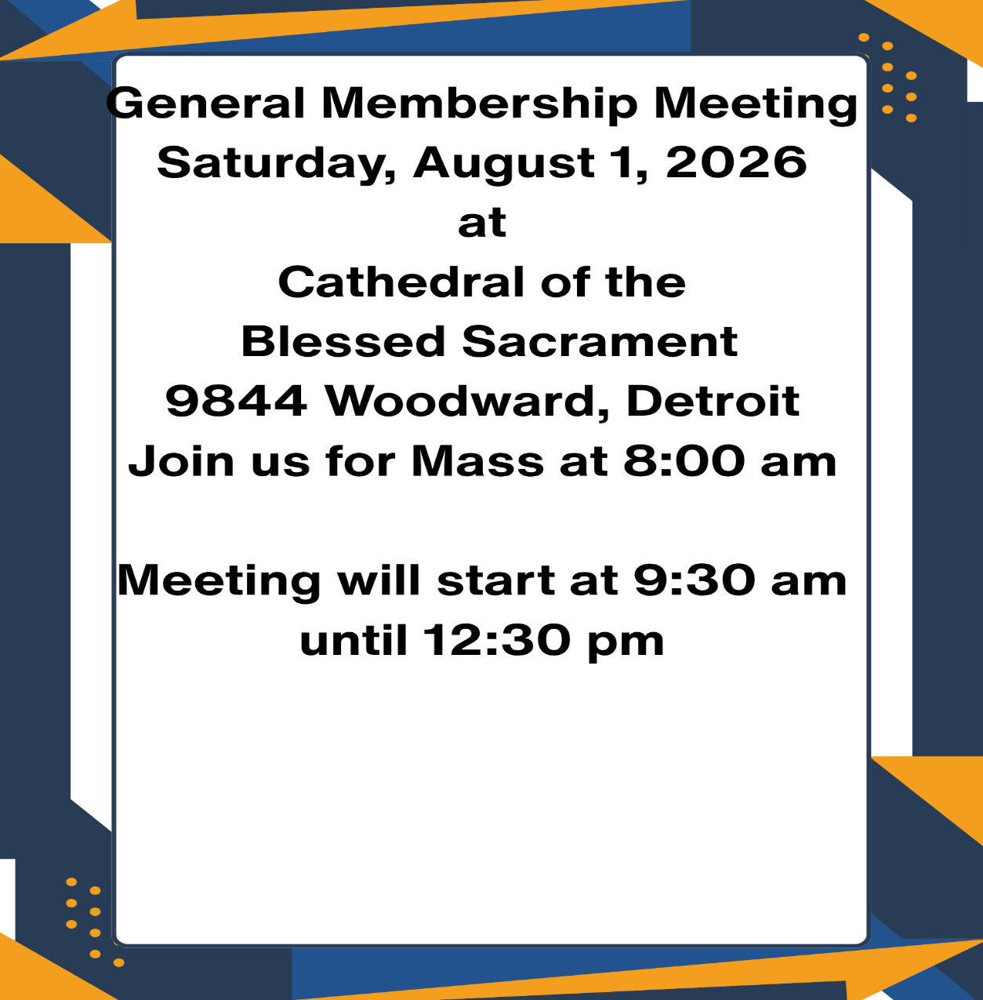 General Membership Meeting
Saturday, August 1, 2026
at
Cathedral of the
Blessed Sacrament
9844 Woodward, Detroit
Join us for Mass at 8:00 am
Meeting will start at 9:30 am
until 12:30 pm